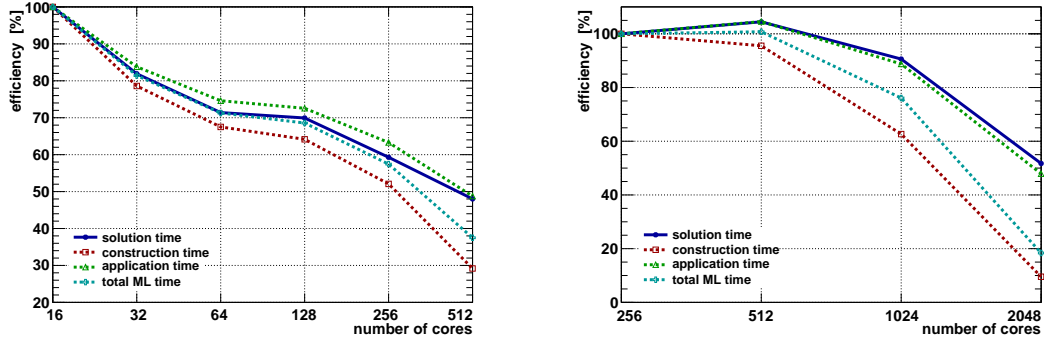 efficiency [%]
100
90
80
70
60
50
40
30
20
solution time
construction time
application time
total ML time
16 32 64 128 256 512
number of cores
efficiency [%]
100
80
60
40
20
0
solution time
construction time
application time
total ML time
256 512 1024 2048
number of cores